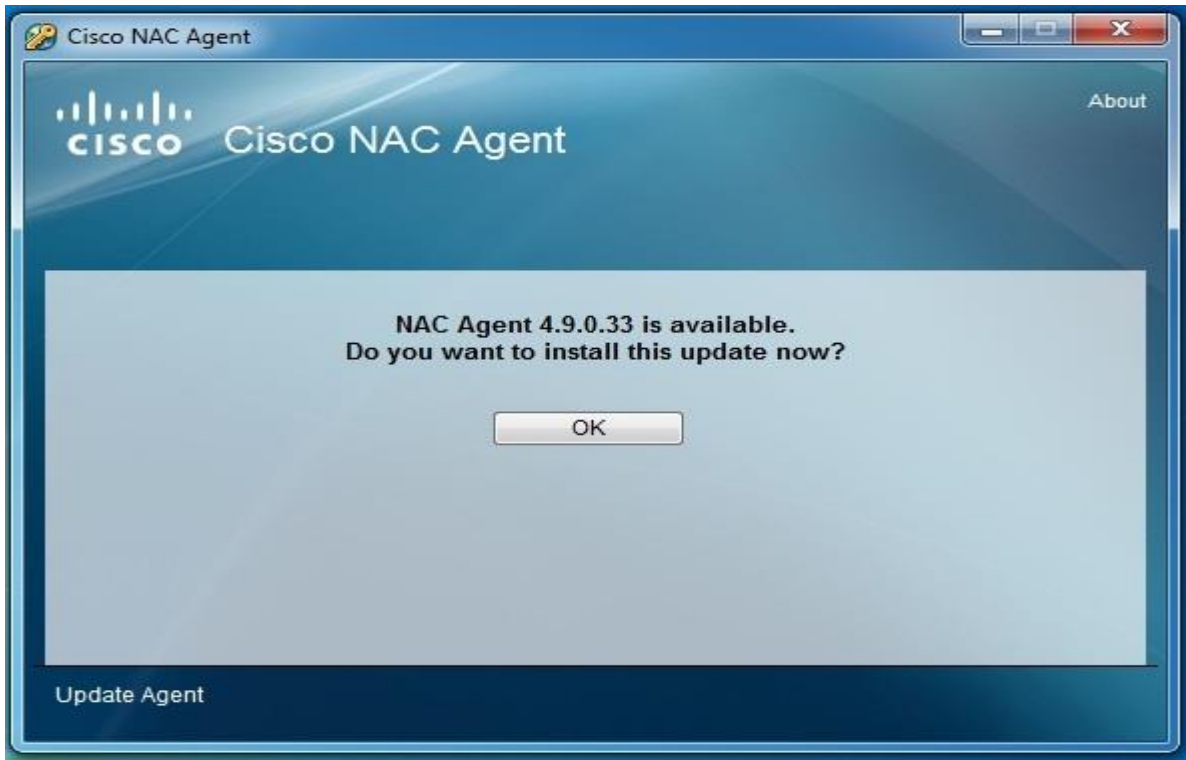 Cisco NAC Agent
About
CISCO
Cisco NAC Agent
NAC Agent 4.9.0.33 is available.
Do you want to install this update now?
OK
Update Agent